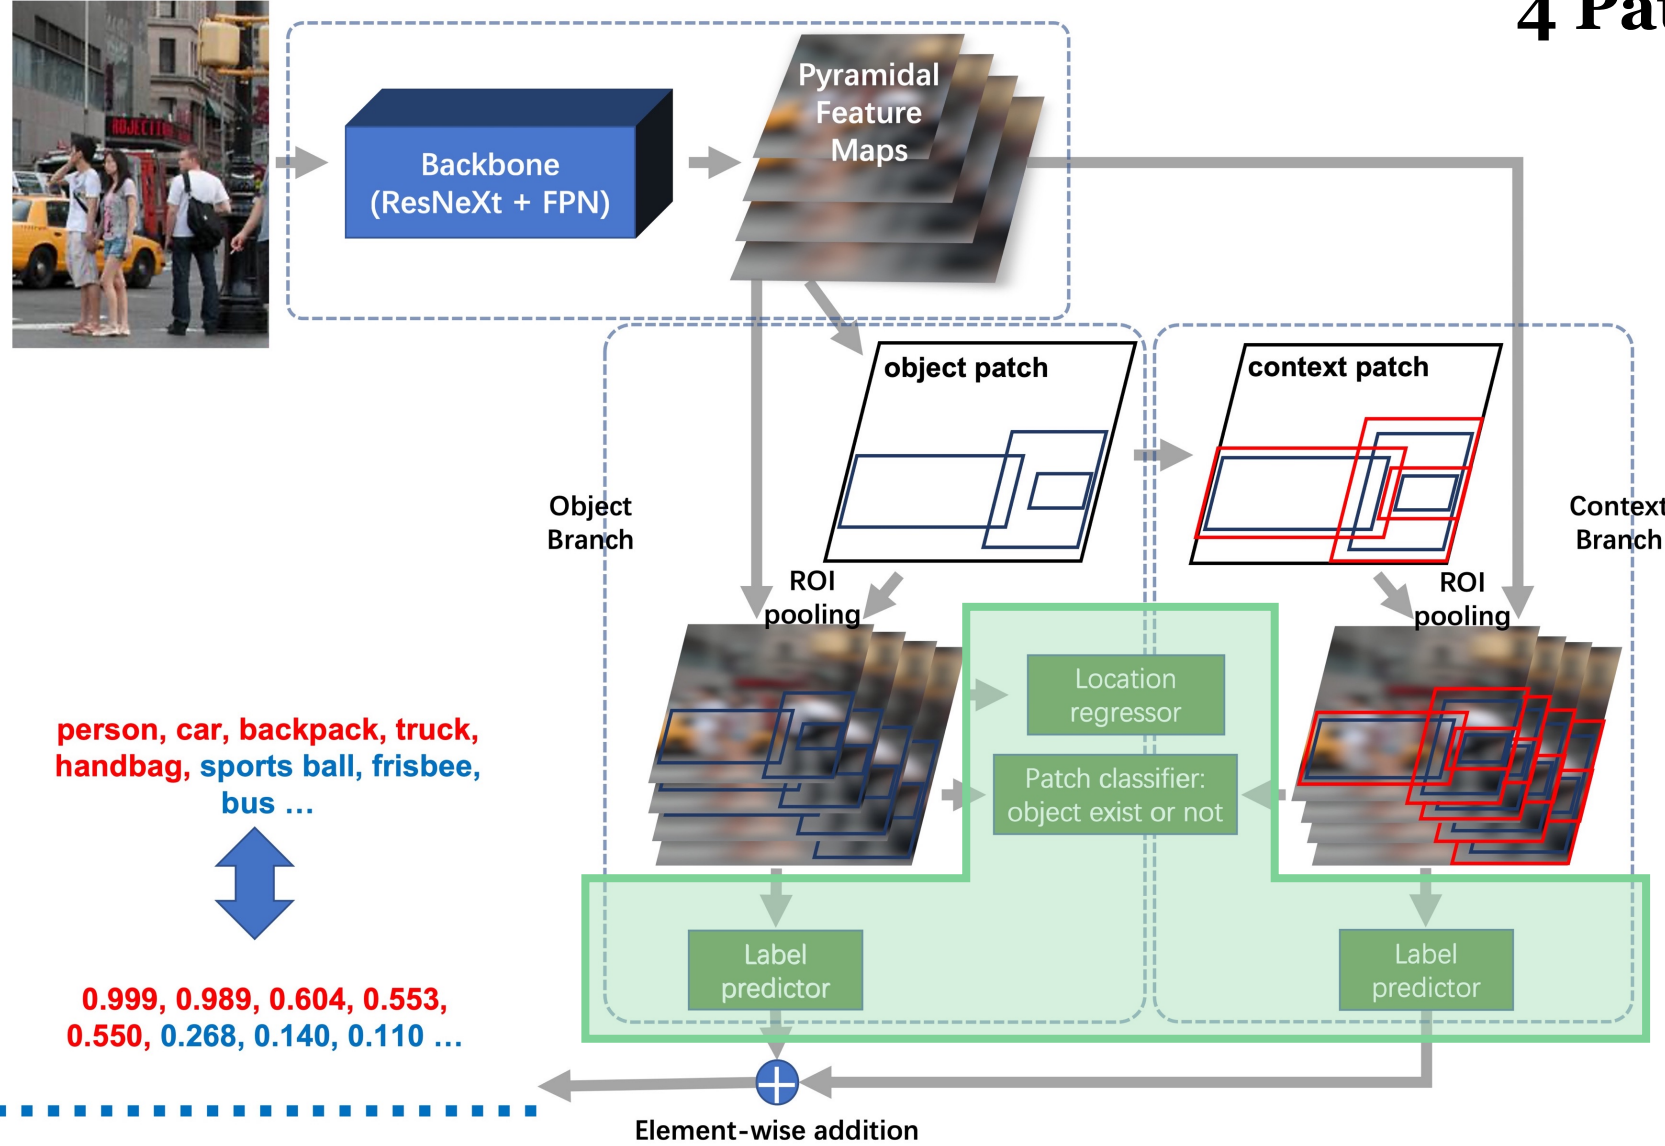 4 Pat
ROJECTI
Pyramidal
Feature
Maps
Backbone
(ResNeXt + FPN)
object patch
context patch
Object
Branch
Context
Branch
ROI
pooling
ROI
pooling
Location
regressor
Patch classifier:
object exist or not
person, car, backpack, truck,
handbag, sports ball, frisbee,
bus ...
Label
predictor
Label
predictor
0.999, 0.989, 0.604, 0.553,
0.550, 0.268, 0.140, 0.110 ...
Element-wise addition